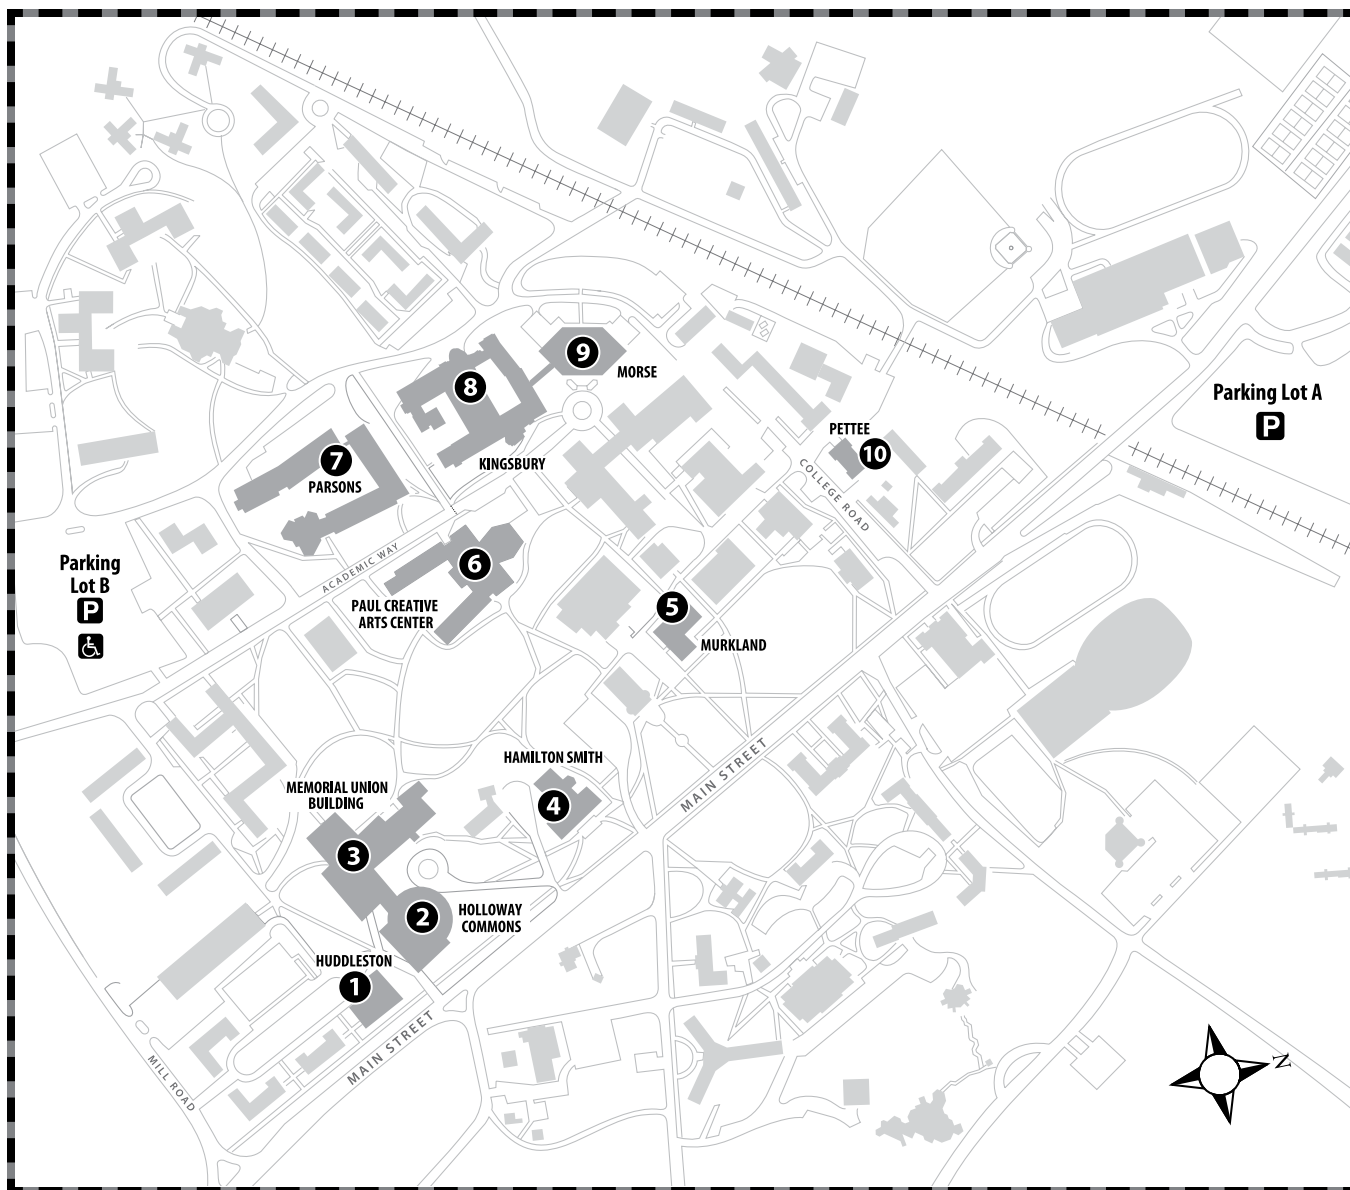 9
MORSE
8
Parking Lot A
P
PETTEE
10
7
KINGSBURY
PARSONS
COLLEGE ROAD
ACADEMIC WAY
6
Parking
Lot B
P
PAUL CREATIVE
ARTS CENTER
5
MURKLAND
HAMILTON SMITH
MAIN STREET
MEMORIAL UNION
BUILDING
4
3
2
HOLLOWAY
COMMONS
HUDDLESTON
1
MAIN STREET
MILL ROAD
N